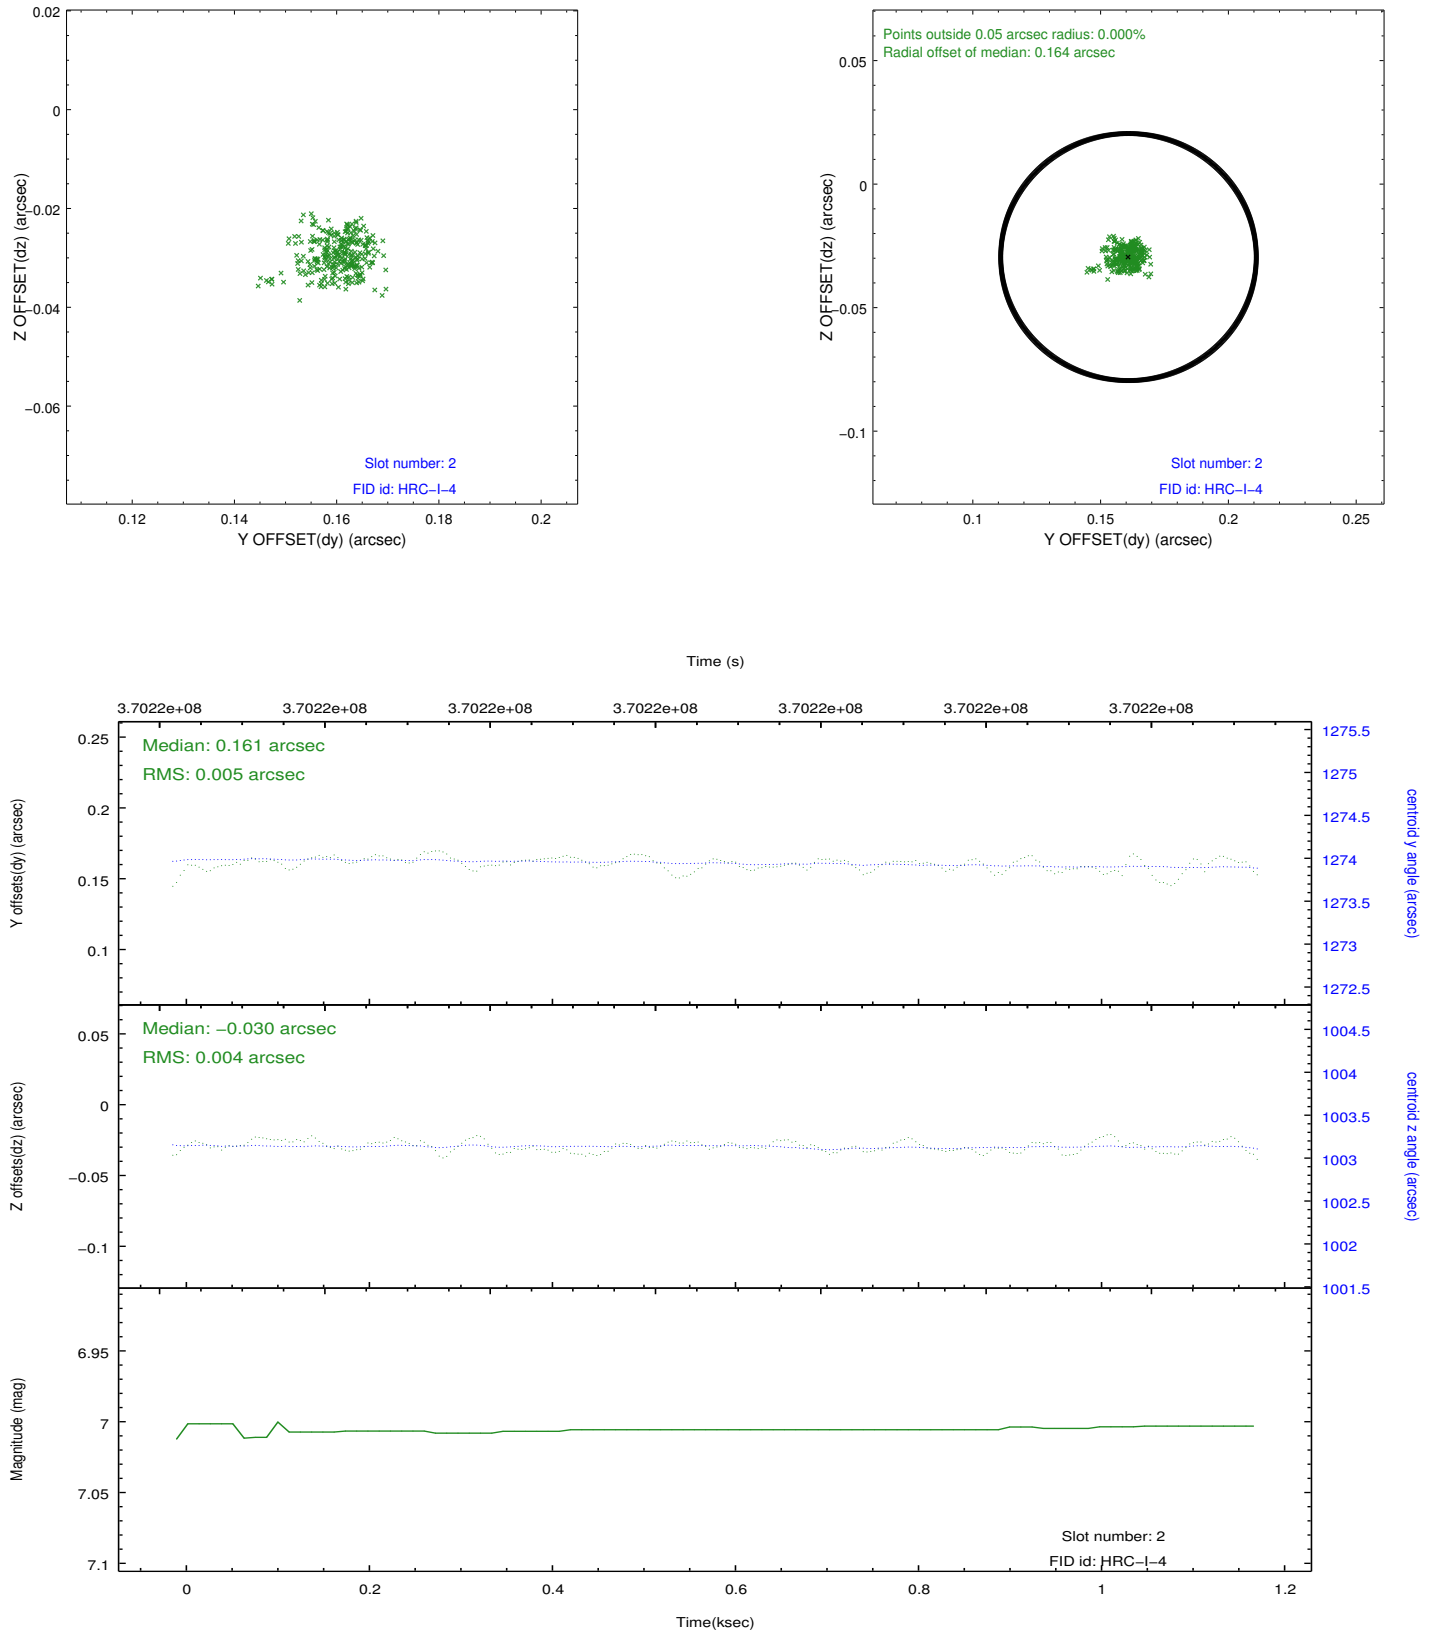 0.02
0
−0.02
−0.04
−0.06
Z OFFSET(dz) (arcsec)
Slot number: 2
FID id: HRC−I−4
0.12 0.14 0.16 0.18 0.2
Y OFFSET(dy) (arcsec)
Points outside 0.05 arcsec radius: 0.000%
Radial offset of median: 0.164 arcsec
0.05
0
−0.05
−0.1
Z OFFSET(dz) (arcsec)
Slot number: 2
FID id: HRC−I−4
0.1 0.15 0.2 0.25
Y OFFSET(dy) (arcsec)
Time (s)
3.7022e+08 3.7022e+08 3.7022e+08 3.7022e+08 3.7022e+08 3.7022e+08 3.7022e+08
Median: 0.161 arcsec
RMS: 0.005 arcsec
0.25
0.2
0.15
0.1
Y offsets(dy) (arcsec)
1275.5
1275
1274.5
1274
1273.5
1273
1272.5
centroid y angle (arcsec)
Median: −0.030 arcsec
RMS: 0.004 arcsec
0.05
0
−0.05
−0.1
Z offsets(dz) (arcsec)
1004.5
1004
1003.5
1003
1002.5
1002
1001.5
centroid z angle (arcsec)
6.95
7
7.05
7.1
Magnitude (mag)
Slot number: 2
FID id: HRC−I−4
0 0.2 0.4 0.6 0.8 1 1.2
Time(ksec)